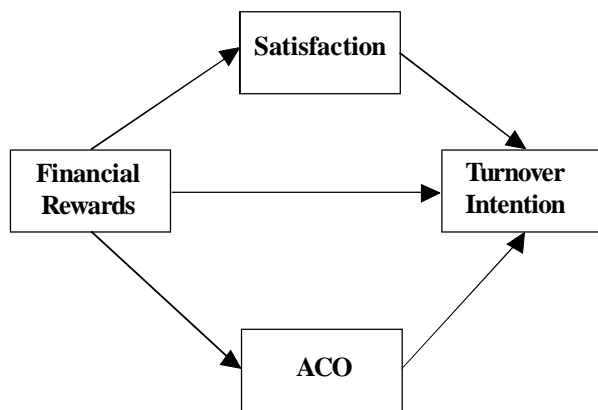 Satisfaction
Financial
Rewards
Turnover
Intention
ACO